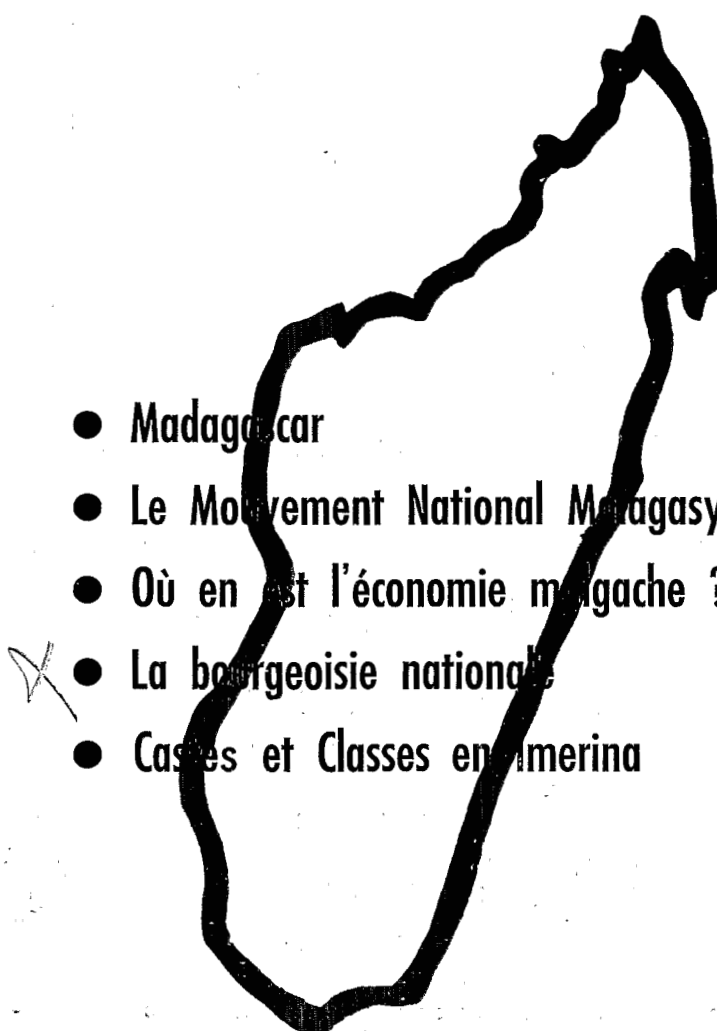 ● Madagascar
● Le Mouvement National Malagasy
● Où en est l'économie malgache ?
● La bourgeoisie nationale
● Castes et Classes en Imerina